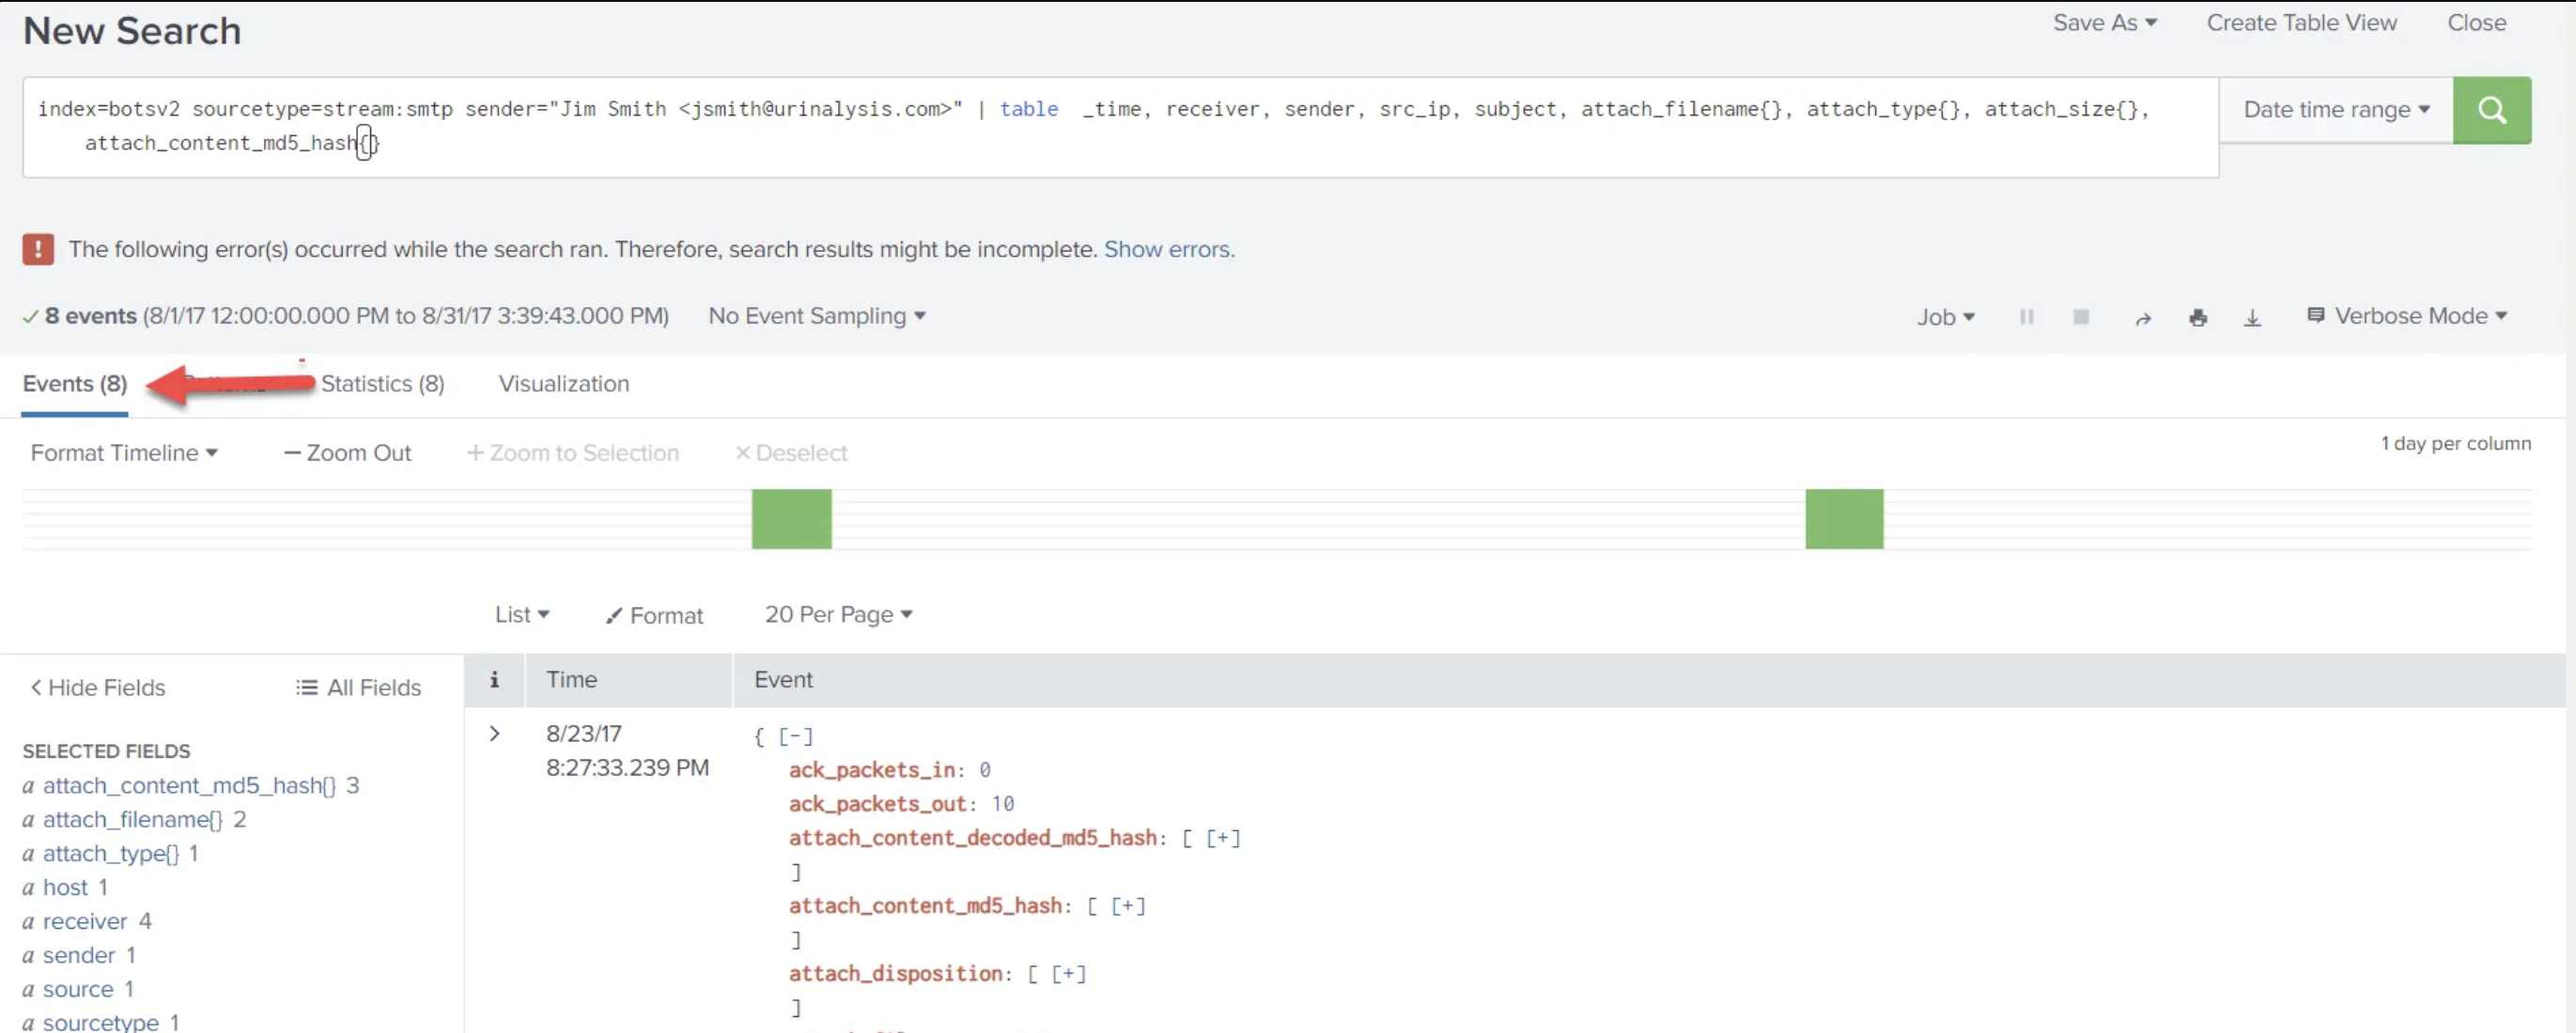 New Search
Save As Create Table View Close
index=botsv2 sourcetype=stream:smtp sender="Jim Smith <jsmith@urinalysis.com>" | table _time, receiver, sender, src_ip, subject, attach_filename{}, attach_type{}, attach_size{},
attach_content_md5_hash{}
Date time range
! The following error(s) occurred while the search ran. Therefore, search results might be incomplete. Show errors.
8 events (8/1/17 12:00:00.000 PM to 8/31/17 3:39:43.000 PM) No Event Sampling
Job Verbose Mode
Events (8) Statistics (8) Visualization
Format Timeline — Zoom Out + Zoom to Selection × Deselect
1 day per column
List Format 20 Per Page
< Hide Fields All Fields
i Time Event
SELECTED FIELDS
a attach_content_md5_hash{} 3
a attach_filename{} 2
a attach_type{} 1
a host 1
a receiver 4
a sender 1
a source 1
a sourcetype 1
> 8/23/17
8:27:33.239 PM
{ [-]
ack_packets_in: 0
ack_packets_out: 10
attach_content_decoded_md5_hash: [ [+]
]
attach_content_md5_hash: [ [+]
]
attach_disposition: [ [+]
]